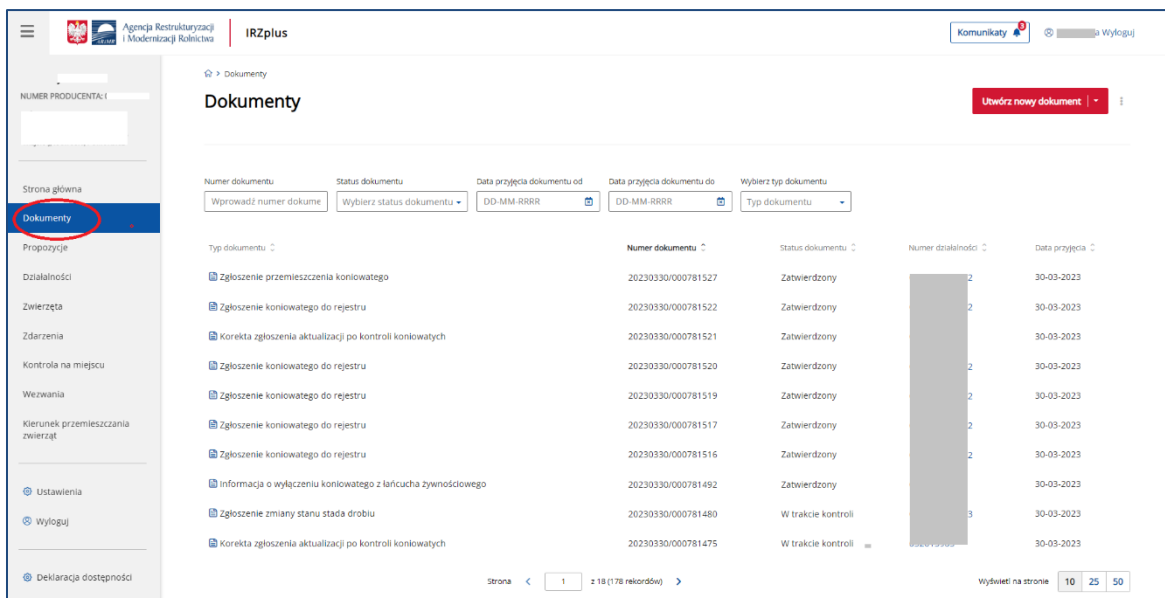 Agencja Restrukturyzacji
i Modernizacji Rolnictwa
IRZplus
Komunikaty 3
a Wyloguj
NUMER PRODUCENTA:
Strona główna
Dokumenty
Propozycje
Działalności
Zwierzęta
Zdarzenia
Kontrola na miejscu
Wezwania
Kierunek przemieszczania
zwierząt
Ustawienia
Wyloguj
Deklaracja dostępności
> Dokumenty
Dokumenty
Utwórz nowy dokument
Numer dokumentu Status dokumentu Data przyjęcia dokumentu od Data przyjęcia dokumentu do Wybierz typ dokumentu
Wprowadź numer dokume Wybierz status dokumentu DD-MM-RRRR DD-MM-RRRR Typ dokumentu
Typ dokumentu Numer dokumentu Status dokumentu Numer działalności Data przyjęcia
Zgłoszenie przemieszczenia koniowatego 20230330/000781527 Zatwierdzony 2 30-03-2023
Zgłoszenie koniowatego do rejestru 20230330/000781522 Zatwierdzony 2 30-03-2023
Korekta zgłoszenia aktualizacji po kontroli koniowatych 20230330/000781521 Zatwierdzony 30-03-2023
Zgłoszenie koniowatego do rejestru 20230330/000781520 Zatwierdzony 2 30-03-2023
Zgłoszenie koniowatego do rejestru 20230330/000781519 Zatwierdzony 2 30-03-2023
Zgłoszenie koniowatego do rejestru 20230330/000781517 Zatwierdzony 2 30-03-2023
Zgłoszenie koniowatego do rejestru 20230330/000781516 Zatwierdzony 2 30-03-2023
Informacja o wyłączeniu koniowatego z łańcucha żywnościowego 20230330/000781492 Zatwierdzony 30-03-2023
Zgłoszenie zmiany stanu stada drobiu 20230330/000781480 W trakcie kontroli 3 30-03-2023
Korekta zgłoszenia aktualizacji po kontroli koniowatych 20230330/000781475 W trakcie kontroli 30-03-2023
Strona < 1 z 18 (178 rekordów) > Wyświetl na stronie 10 25 50